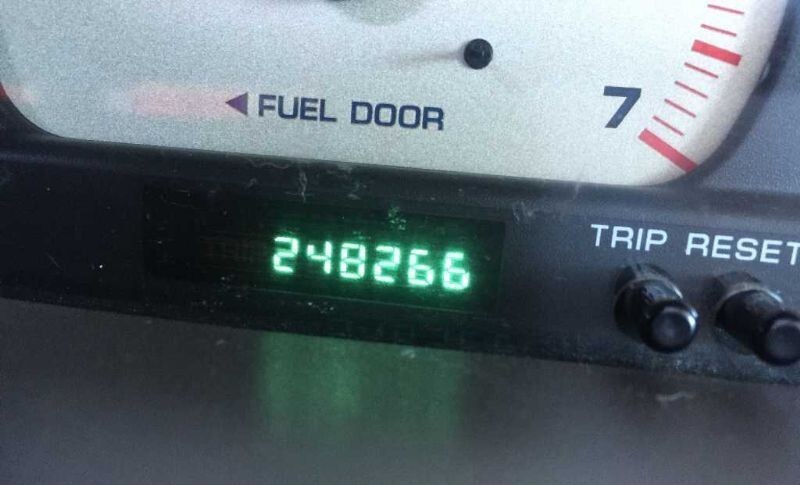 ◀ FUEL DOOR
7
248266
TRIP RESET